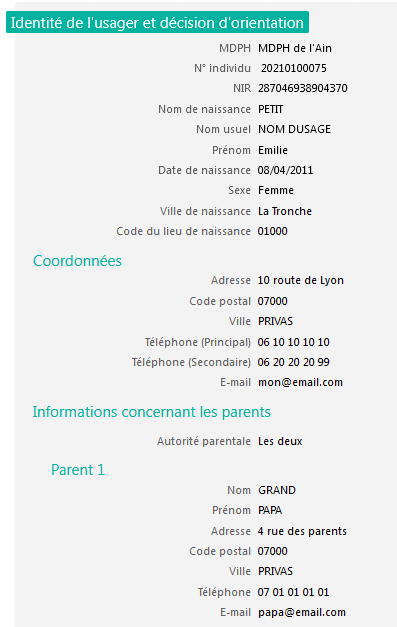 Identité de l'usager et décision d'orientation
MDPH MDPH de l'Ain
N° individu 20210100075
NIR 287046938904370
Nom de naissance PETIT
Nom usuel NOM DUSAGE
Prénom Emilie
Date de naissance 08/04/2011
Sexe Femme
Ville de naissance La Tronche
Code du lieu de naissance 01000
Coordonnées
Adresse 10 route de Lyon
Code postal 07000
Ville PRIVAS
Téléphone (Principal) 06 10 10 10 10
Téléphone (Secondaire) 06 20 20 20 99
E-mail mon@email.com
Informations concernant les parents
Autorité parentale Les deux
Parent 1
Nom GRAND
Prénom PAPA
Adresse 4 rue des parents
Code postal 07000
Ville PRIVAS
Téléphone 07 01 01 01 01
E-mail papa@email.com